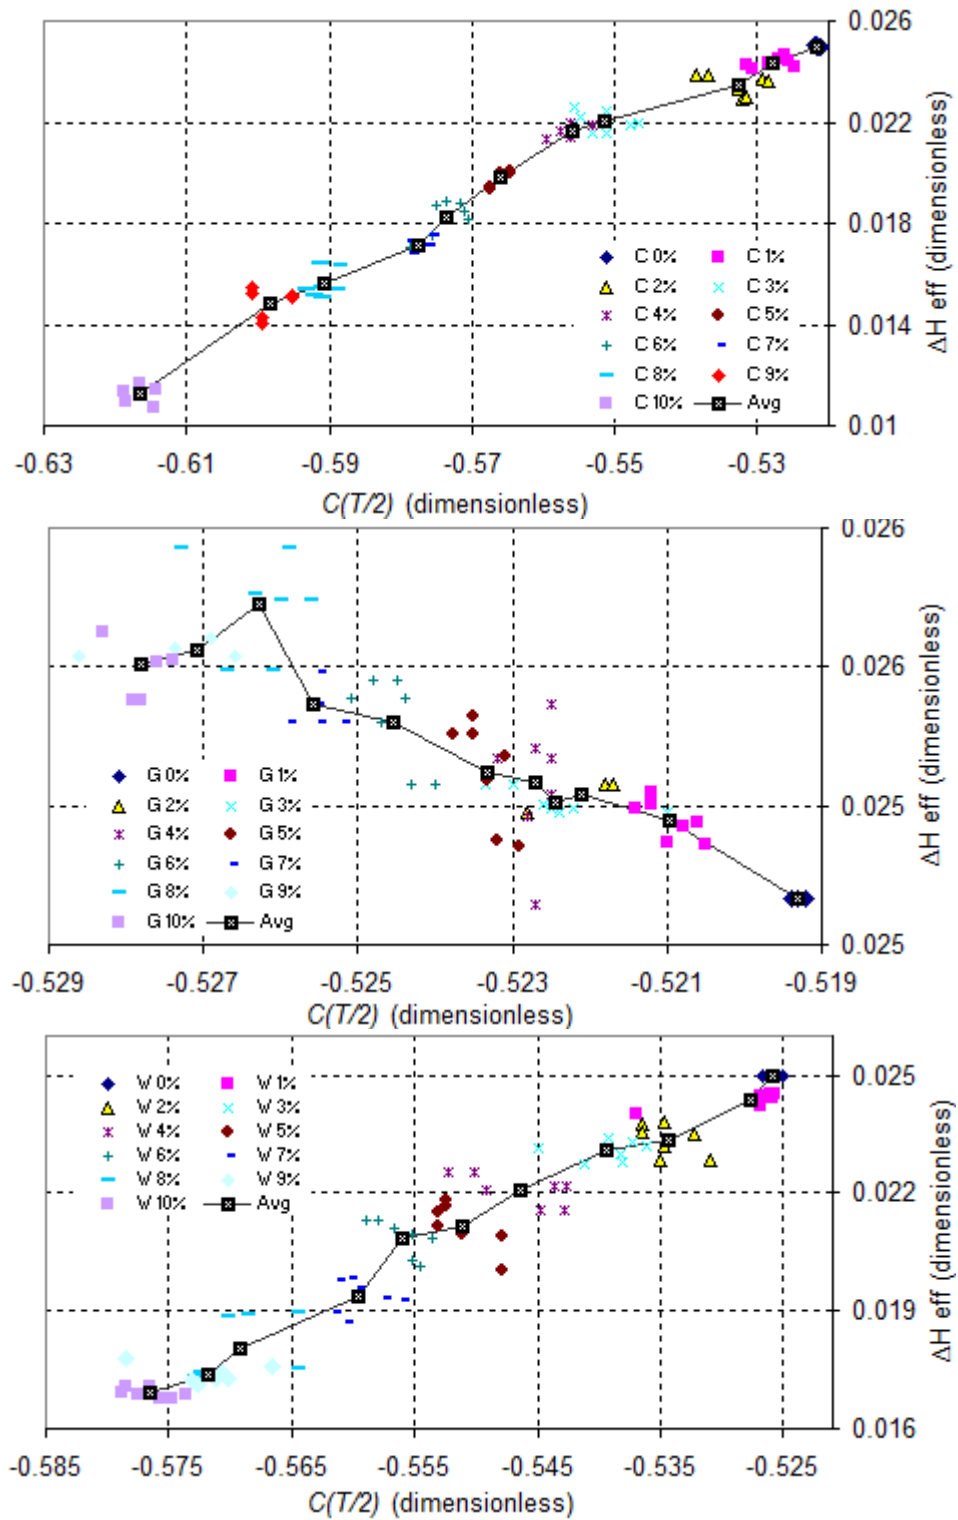 0.026
0.022
0.018
0.014
0.01
ΔH eff (dimensionless)
C 0% C 1%
C 2% C 3%
C 4% C 5%
C 6% C 7%
C 8% C 9%
C 10% Avg
-0.63 -0.61 -0.59 -0.57 -0.55 -0.53
C(T/2) (dimensionless)
0.026
0.026
0.025
0.025
ΔH eff (dimensionless)
G 0% G 1%
G 2% G 3%
G 4% G 5%
G 6% G 7%
G 8% G 9%
G 10% Avg
-0.529 -0.527 -0.525 -0.523 -0.521 -0.519
C(T/2) (dimensionless)
0.025
0.022
0.019
0.016
ΔH eff (dimensionless)
W 0% W 1%
W 2% W 3%
W 4% W 5%
W 6% W 7%
W 8% W 9%
W 10% Avg
-0.585 -0.575 -0.565 -0.555 -0.545 -0.535 -0.525
C(T/2) (dimensionless)